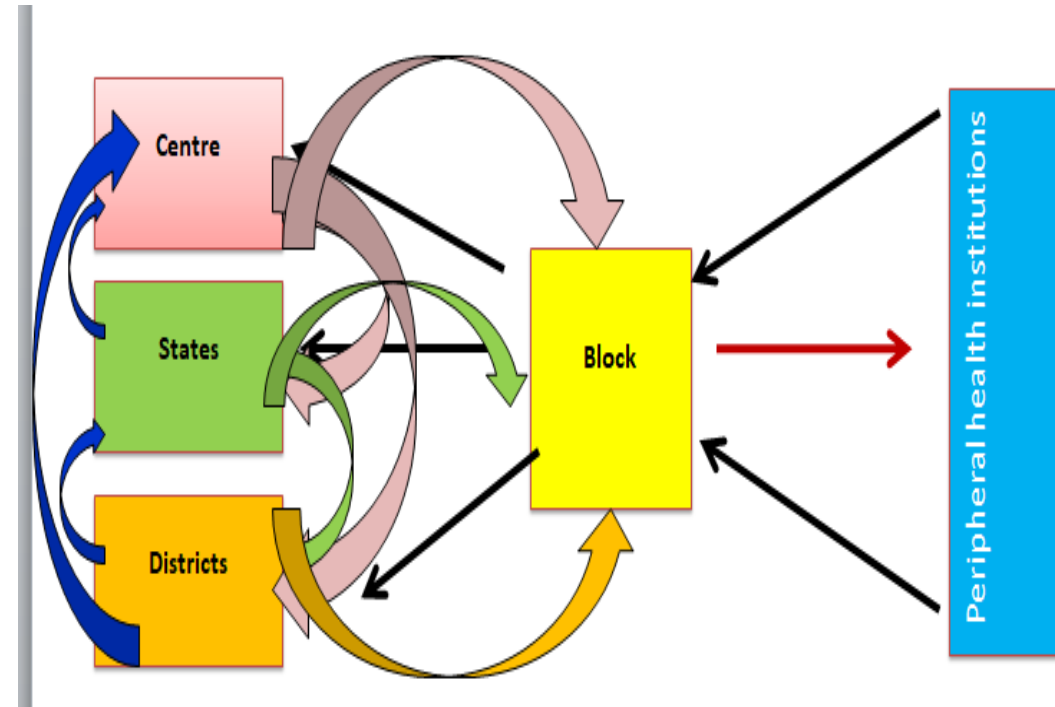 Centre
States
Districts
Block
Peripheral health institutions